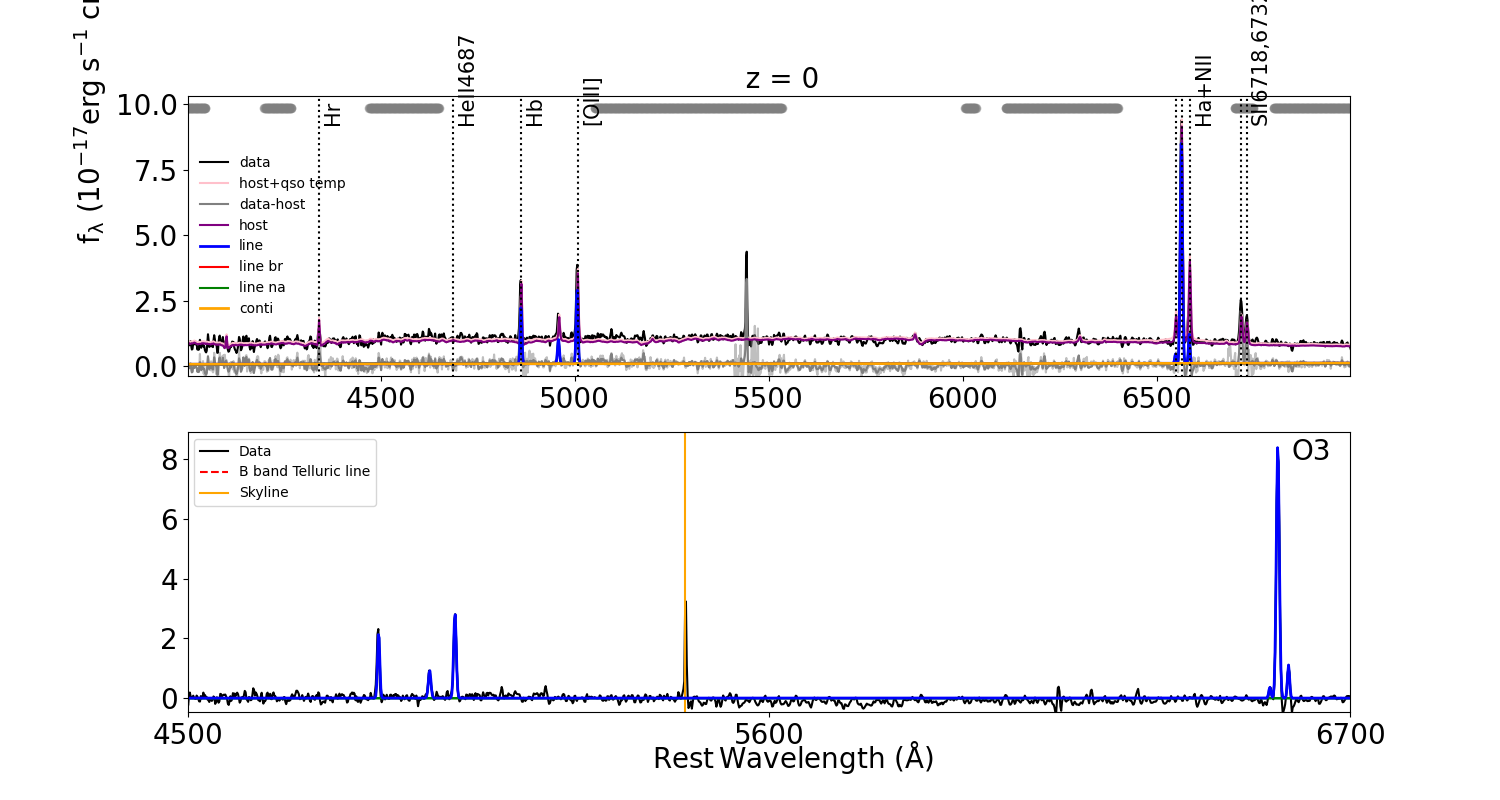 z = 0
f_λ (10^{-17}erg s^{-1}
Hr
HeII4687
Hb
[OIII]
Ha+NII
SII6718,673
10.0
7.5
5.0
2.5
0.0
data
host+qso temp
data-host
host
line
line br
line na
conti
4500
5000
5500
6000
6500
O3
8
6
4
2
0
Data
B band Telluric line
Skyline
4500
5600
6700
Rest Wavelength (Å)